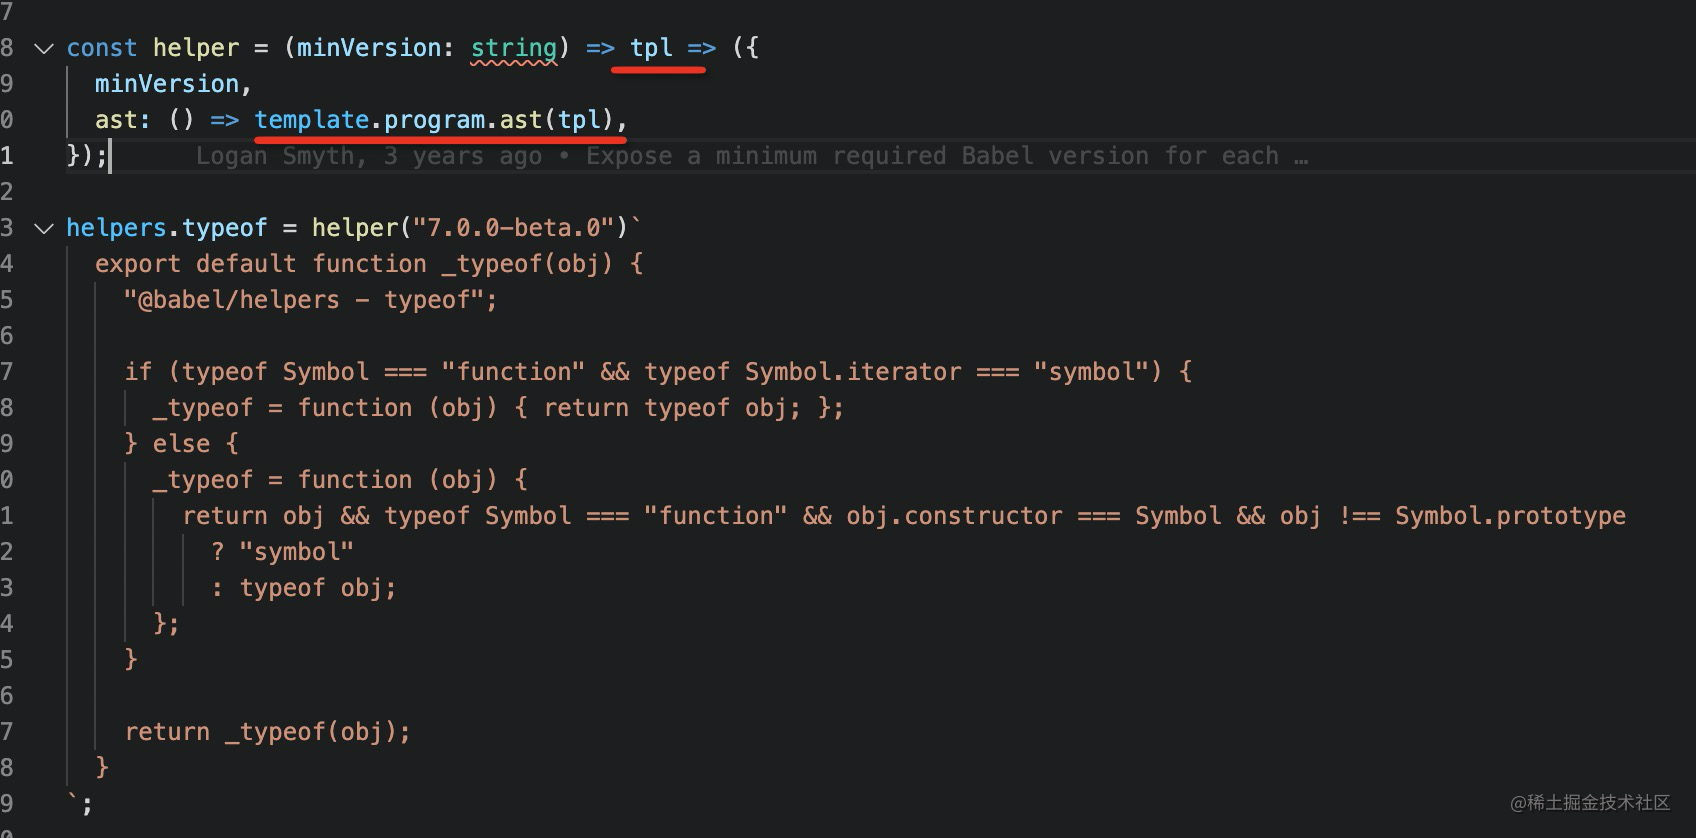 7
8 const helper = (minVersion: string) => tpl => ({
9 minVersion,
0 ast: () => template.program.ast(tpl),
1 }); Logan Smyth, 3 years ago • Expose a minimum required Babel version for each …
2
3 helpers.typeof = helper("7.0.0-beta.0")`
4 export default function _typeof(obj) {
5 "@babel/helpers - typeof";
6
7 if (typeof Symbol === "function" && typeof Symbol.iterator === "symbol") {
8 _typeof = function (obj) { return typeof obj; };
9 } else {
0 _typeof = function (obj) {
1 return obj && typeof Symbol === "function" && obj.constructor === Symbol && obj !== Symbol.prototype
2 ? "symbol"
3 : typeof obj;
4 };
5 }
6
7 return _typeof(obj);
8 }
9 `;
0
@稀土掘金技术社区